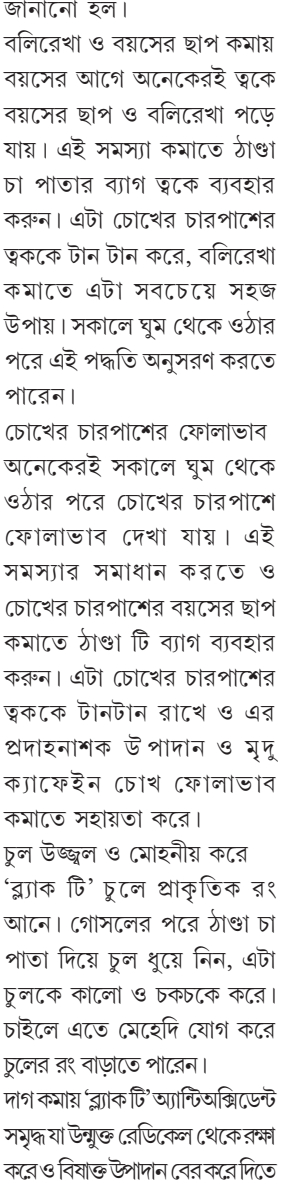 জানানো হল।
বলিরেখা ও বয়সের ছাপ কমায়
বয়সের আগে অনেকেরই ত্বকে
বয়সের ছাপ ও বলিরেখা পড়ে
যায়। এই সমস্যা কমাতে ঠাণ্ডা
চা পাতার ব্যাগ ত্বকে ব্যবহার
করুন। এটা চোখের চারপাশের
ত্বককে টান টান করে, বলিরেখা
কমাতে এটা সবচেয়ে সহজ
উপায়। সকালে ঘুম থেকে ওঠার
পরে এই পদ্ধতি অনুসরণ করতে
পারেন।
চোখের চারপাশের ফোলাভাব
অনেকেরই সকালে ঘুম থেকে
ওঠার পরে চোখের চারপাশে
ফোলাভাব দেখা যায়। এই
সমস্যার সমাধান করতে ও
চোখের চারপাশের বয়সের ছাপ
কমাতে ঠাণ্ডা টি ব্যাগ ব্যবহার
করুন। এটা চোখের চারপাশের
ত্বককে টানটান রাখে ও এর
প্রদাহনাশক উপাদান ও মৃদু
ক্যাফেইন চোখ ফোলাভাব
কমাতে সহায়তা করে।
চুল উজ্জ্বল ও মোহনীয় করে
‘ব্ল্যাক টি’ চুলে প্রাকৃতিক রং
আনে। গোসলের পরে ঠাণ্ডা চা
পাতা দিয়ে চুল ধুয়ে নিন, এটা
চুলকে কালো ও চকচকে করে।
চাইলে এতে মেহেদি যোগ করে
চুলের রং বাড়াতে পারেন।
দাগ কমায় ‘ব্ল্যাক টি’ অ্যান্টিঅক্সিডেন্ট
সমৃদ্ধ যা উন্মুক্ত রেডিকেল থেকে রক্ষা
করে ও বিষাক্ত উপাদান বের করে দিতে